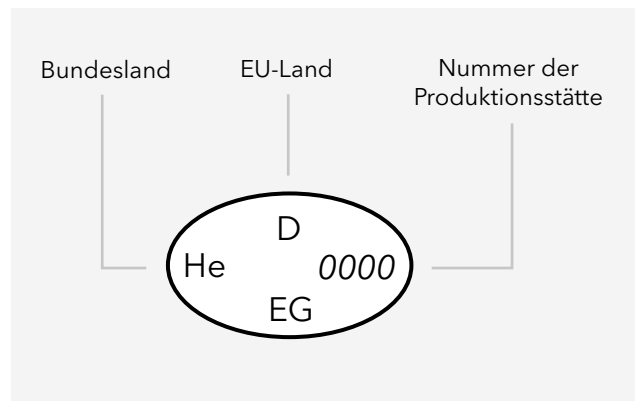 Bundesland
EU-Land
Nummer der
Produktionsstätte
D
He
0000
EG